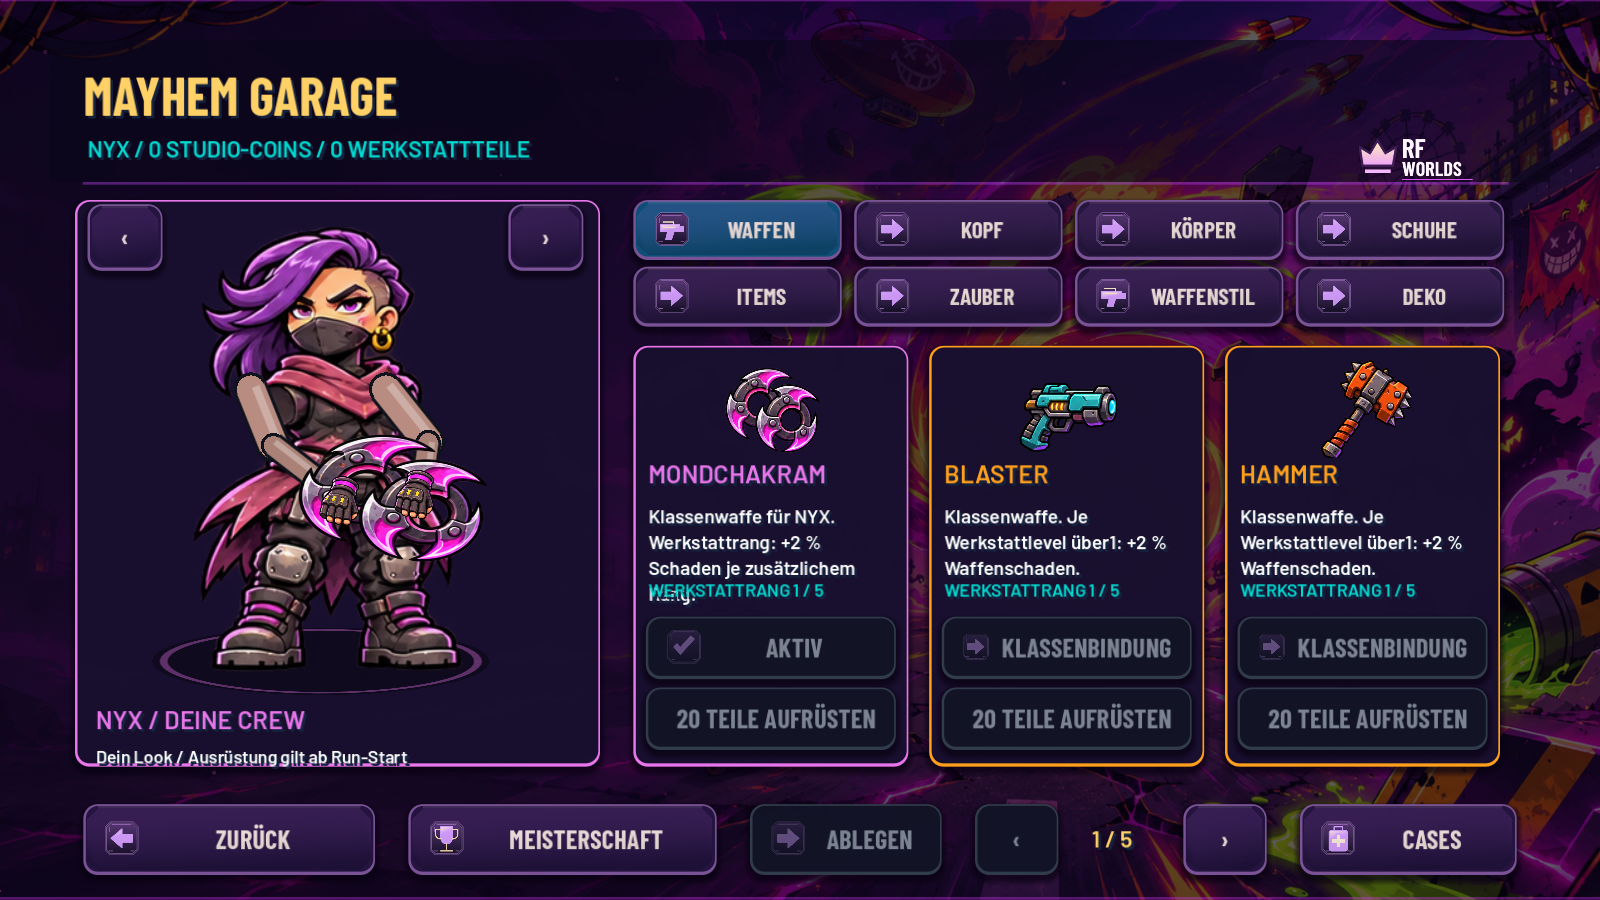 MAYHEM GARAGE
NYX / 0 STUDIO-COINS / 0 WERKSTATTTEILE
RF
WORLDS
‹
›
NYX / DEINE CREW
Dein Look / Ausrüstung gilt ab Run-Start
WAFFEN
KOPF
KÖRPER
SCHUHE
ITEMS
ZAUBER
WAFFENSTIL
DEKO
MONDCHAKRAM
Klassenwaffe für NYX.
Werkstattrang: +2 %
Schaden je zusätzlichem
Rang.
WERKSTATTRANG 1 / 5
AKTIV
20 TEILE AUFRÜSTEN
BLASTER
Klassenwaffe. Je
Werkstattlevel über1: +2 %
Waffenschaden.
WERKSTATTRANG 1 / 5
KLASSENBINDUNG
20 TEILE AUFRÜSTEN
HAMMER
Klassenwaffe. Je
Werkstattlevel über1: +2 %
Waffenschaden.
WERKSTATTRANG 1 / 5
KLASSENBINDUNG
20 TEILE AUFRÜSTEN
ZURÜCK
MEISTERSCHAFT
ABLEGEN
‹
1 / 5
›
CASES